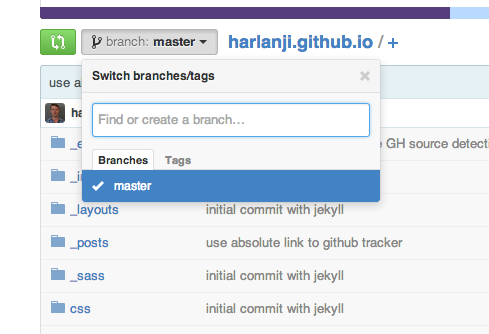 branch: master
harlanji.github.io / +
Switch branches/tags
use a
ha
Find or create a branch…
_e
GH source detecti
Branches
Tags
master
_layouts
initial commit with jekyll
_posts
use absolute link to github tracker
_sass
initial commit with jekyll
css
initial commit with jekyll